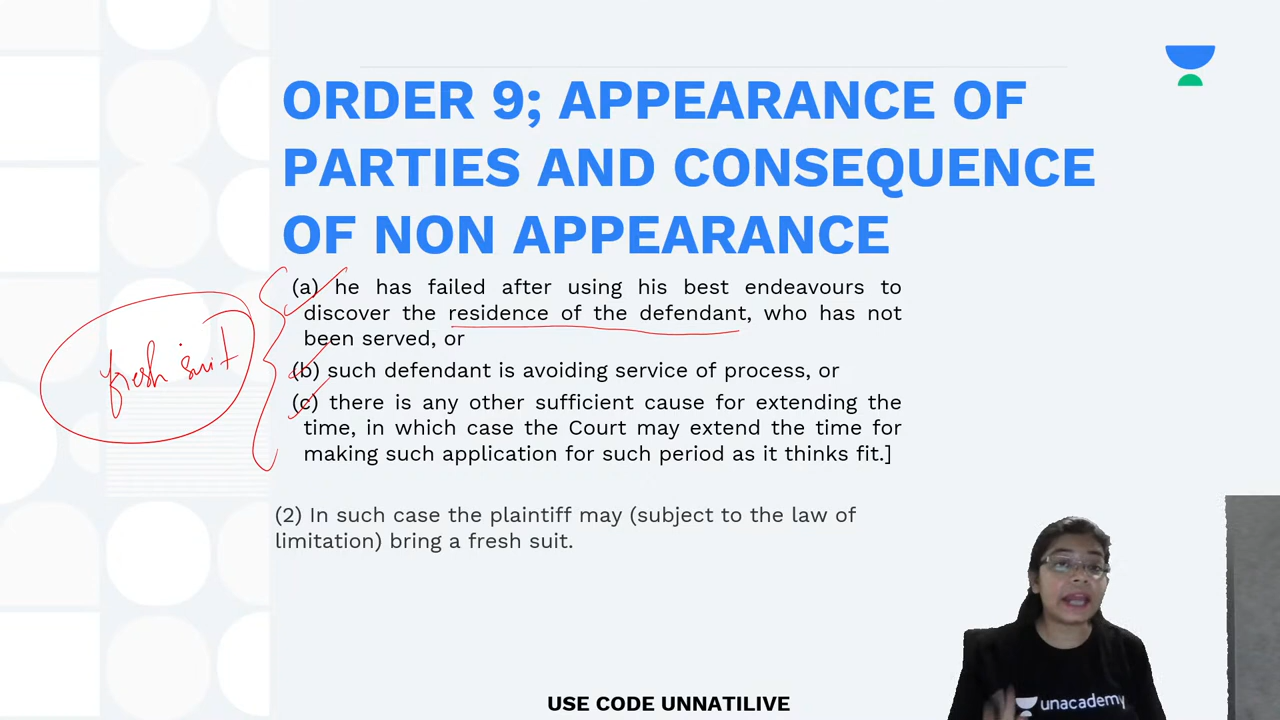 ORDER 9; APPEARANCE OF
PARTIES AND CONSEQUENCE
OF NON APPEARANCE
(a) he has failed after using his best endeavours to
discover the residence of the defendant, who has not
been served, or
(b) such defendant is avoiding service of process, or
(c) there is any other sufficient cause for extending the
time, in which case the Court may extend the time for
making such application for such period as it thinks fit.]
fresh suit
(2) In such case the plaintiff may (subject to the law of
limitation) bring a fresh suit.
unacademy
USE CODE UNNATILIVE